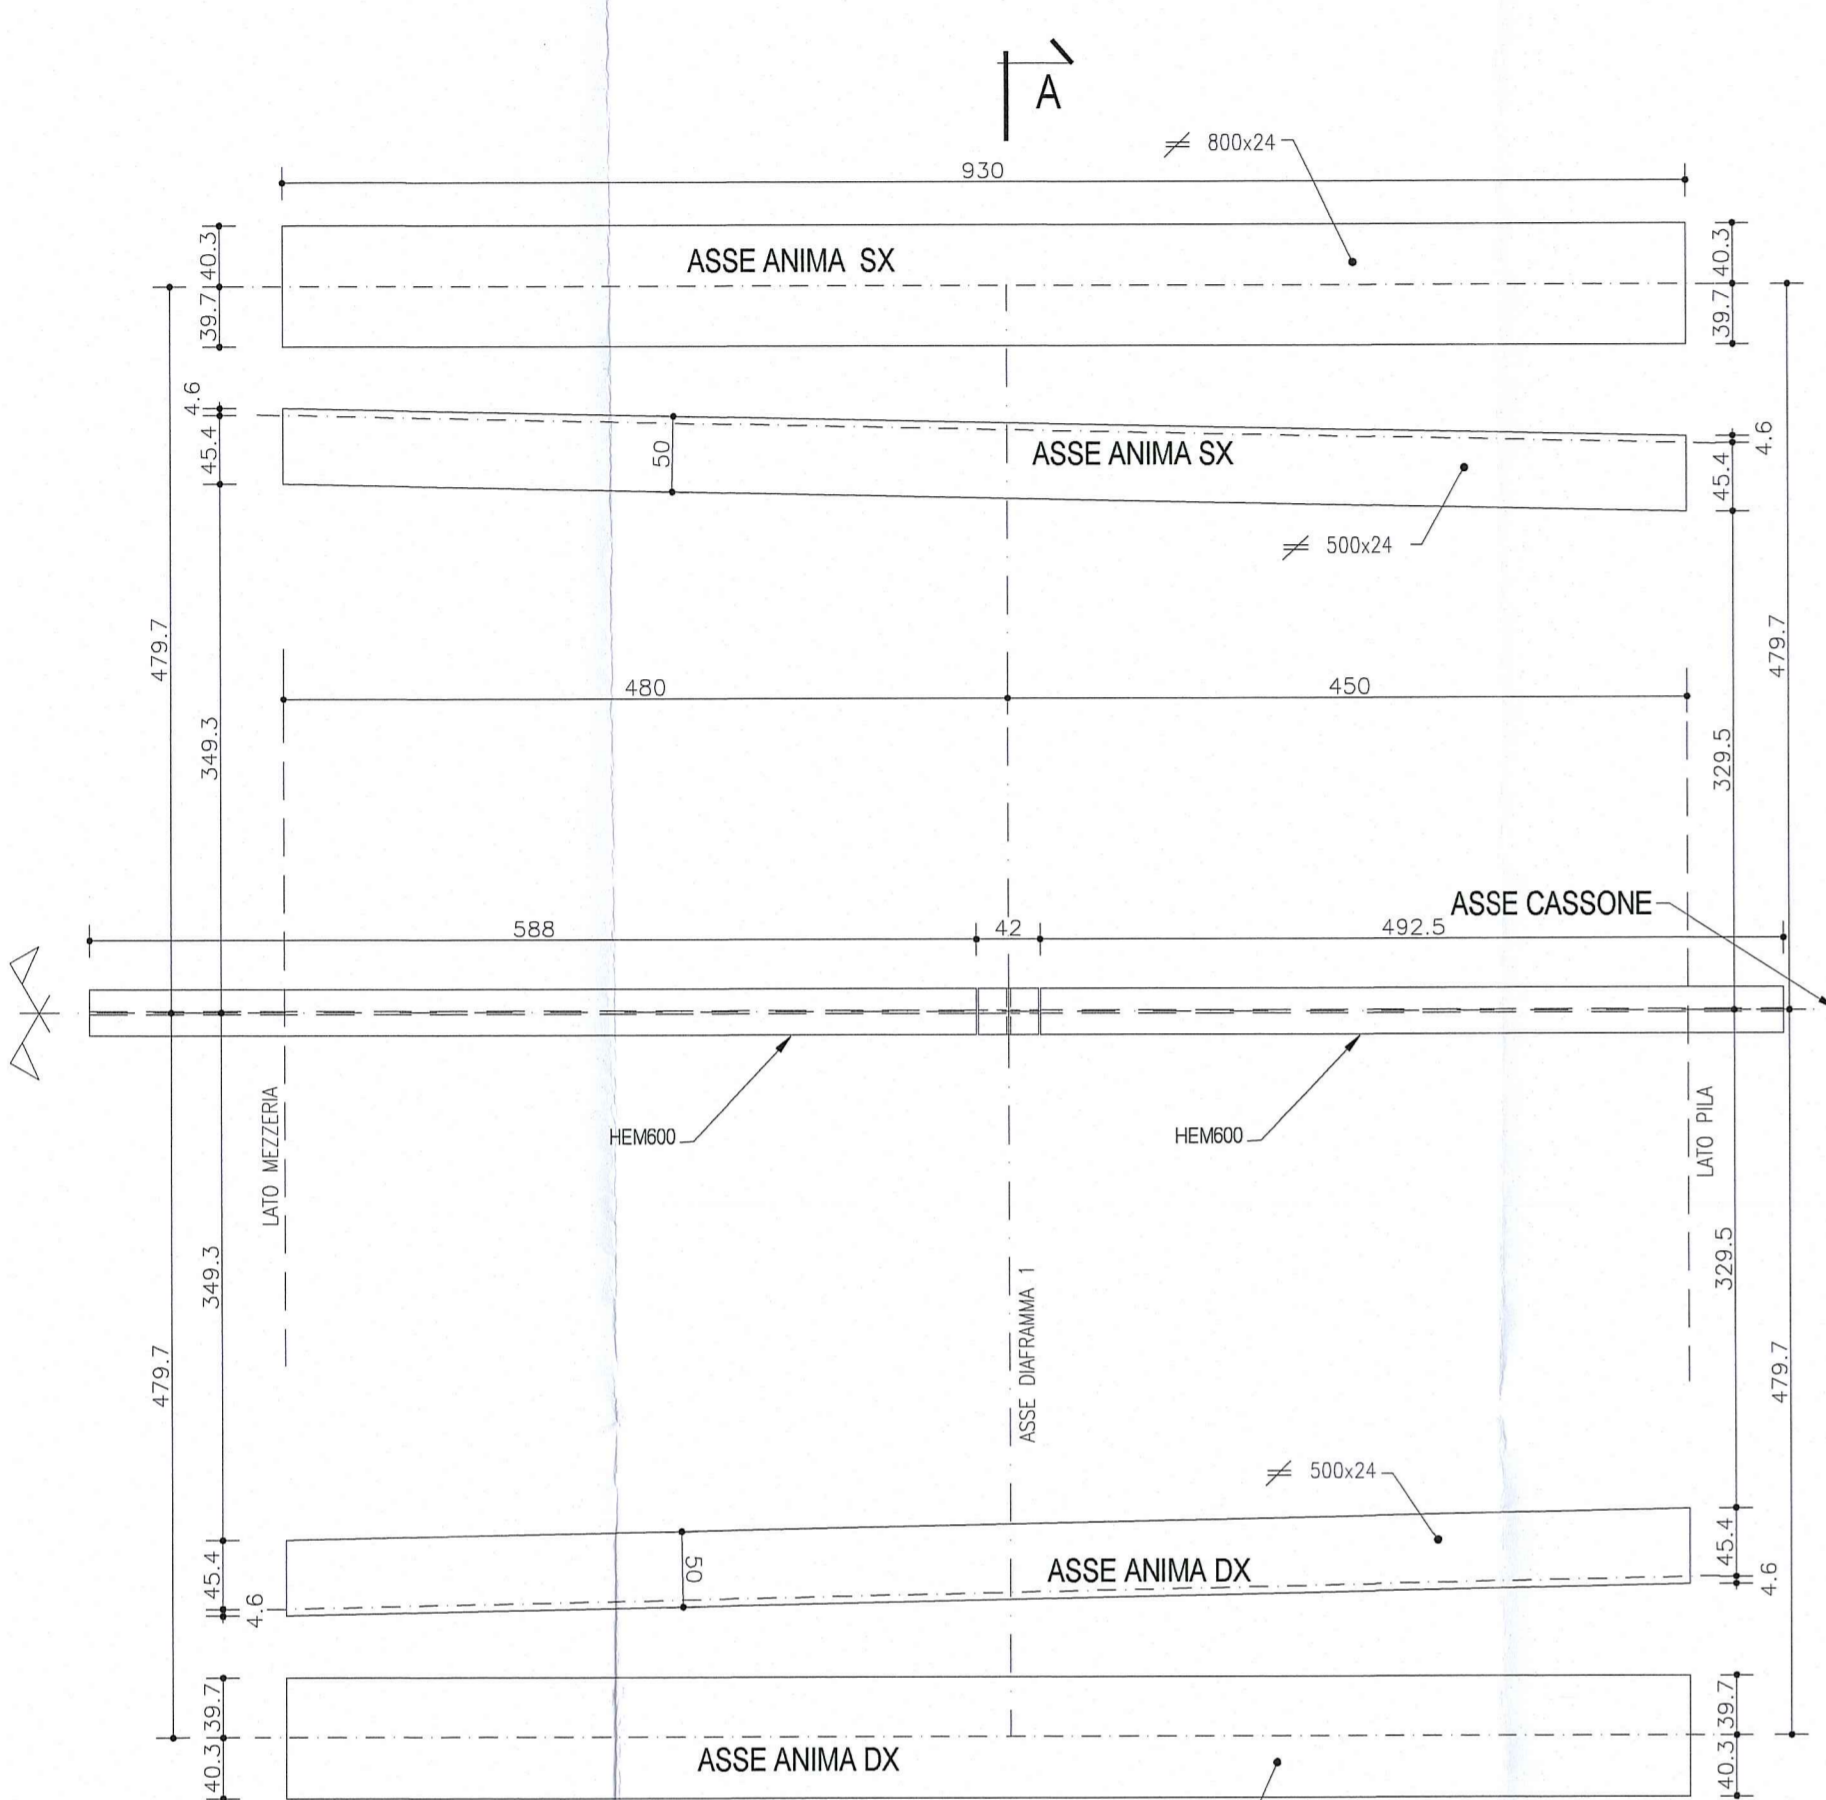 A
≠ 800x24
930
40.3
40.3
ASSE ANIMA SX
39.7
39.7
4.6
45.4
50
ASSE ANIMA SX
4.6
45.4
≠ 500x24
479.7
479.7
480
450
349.3
329.5
ASSE CASSONE
588
42
492.5
HEM600
HEM600
LATO MEZZERIA
LATO PILA
349.3
329.5
ASSE DIAFRAMMA 1
479.7
479.7
≠ 500x24
45.4
50
ASSE ANIMA DX
45.4
4.6
4.6
39.7
39.7
ASSE ANIMA DX
40.3
40.3